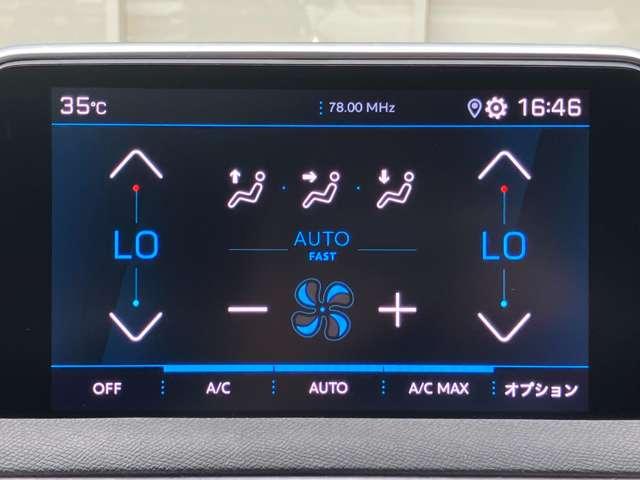 35℃ 78.00 MHz 16:46
LO AUTO LO
FAST
OFF A/C AUTO A/C MAX オプション